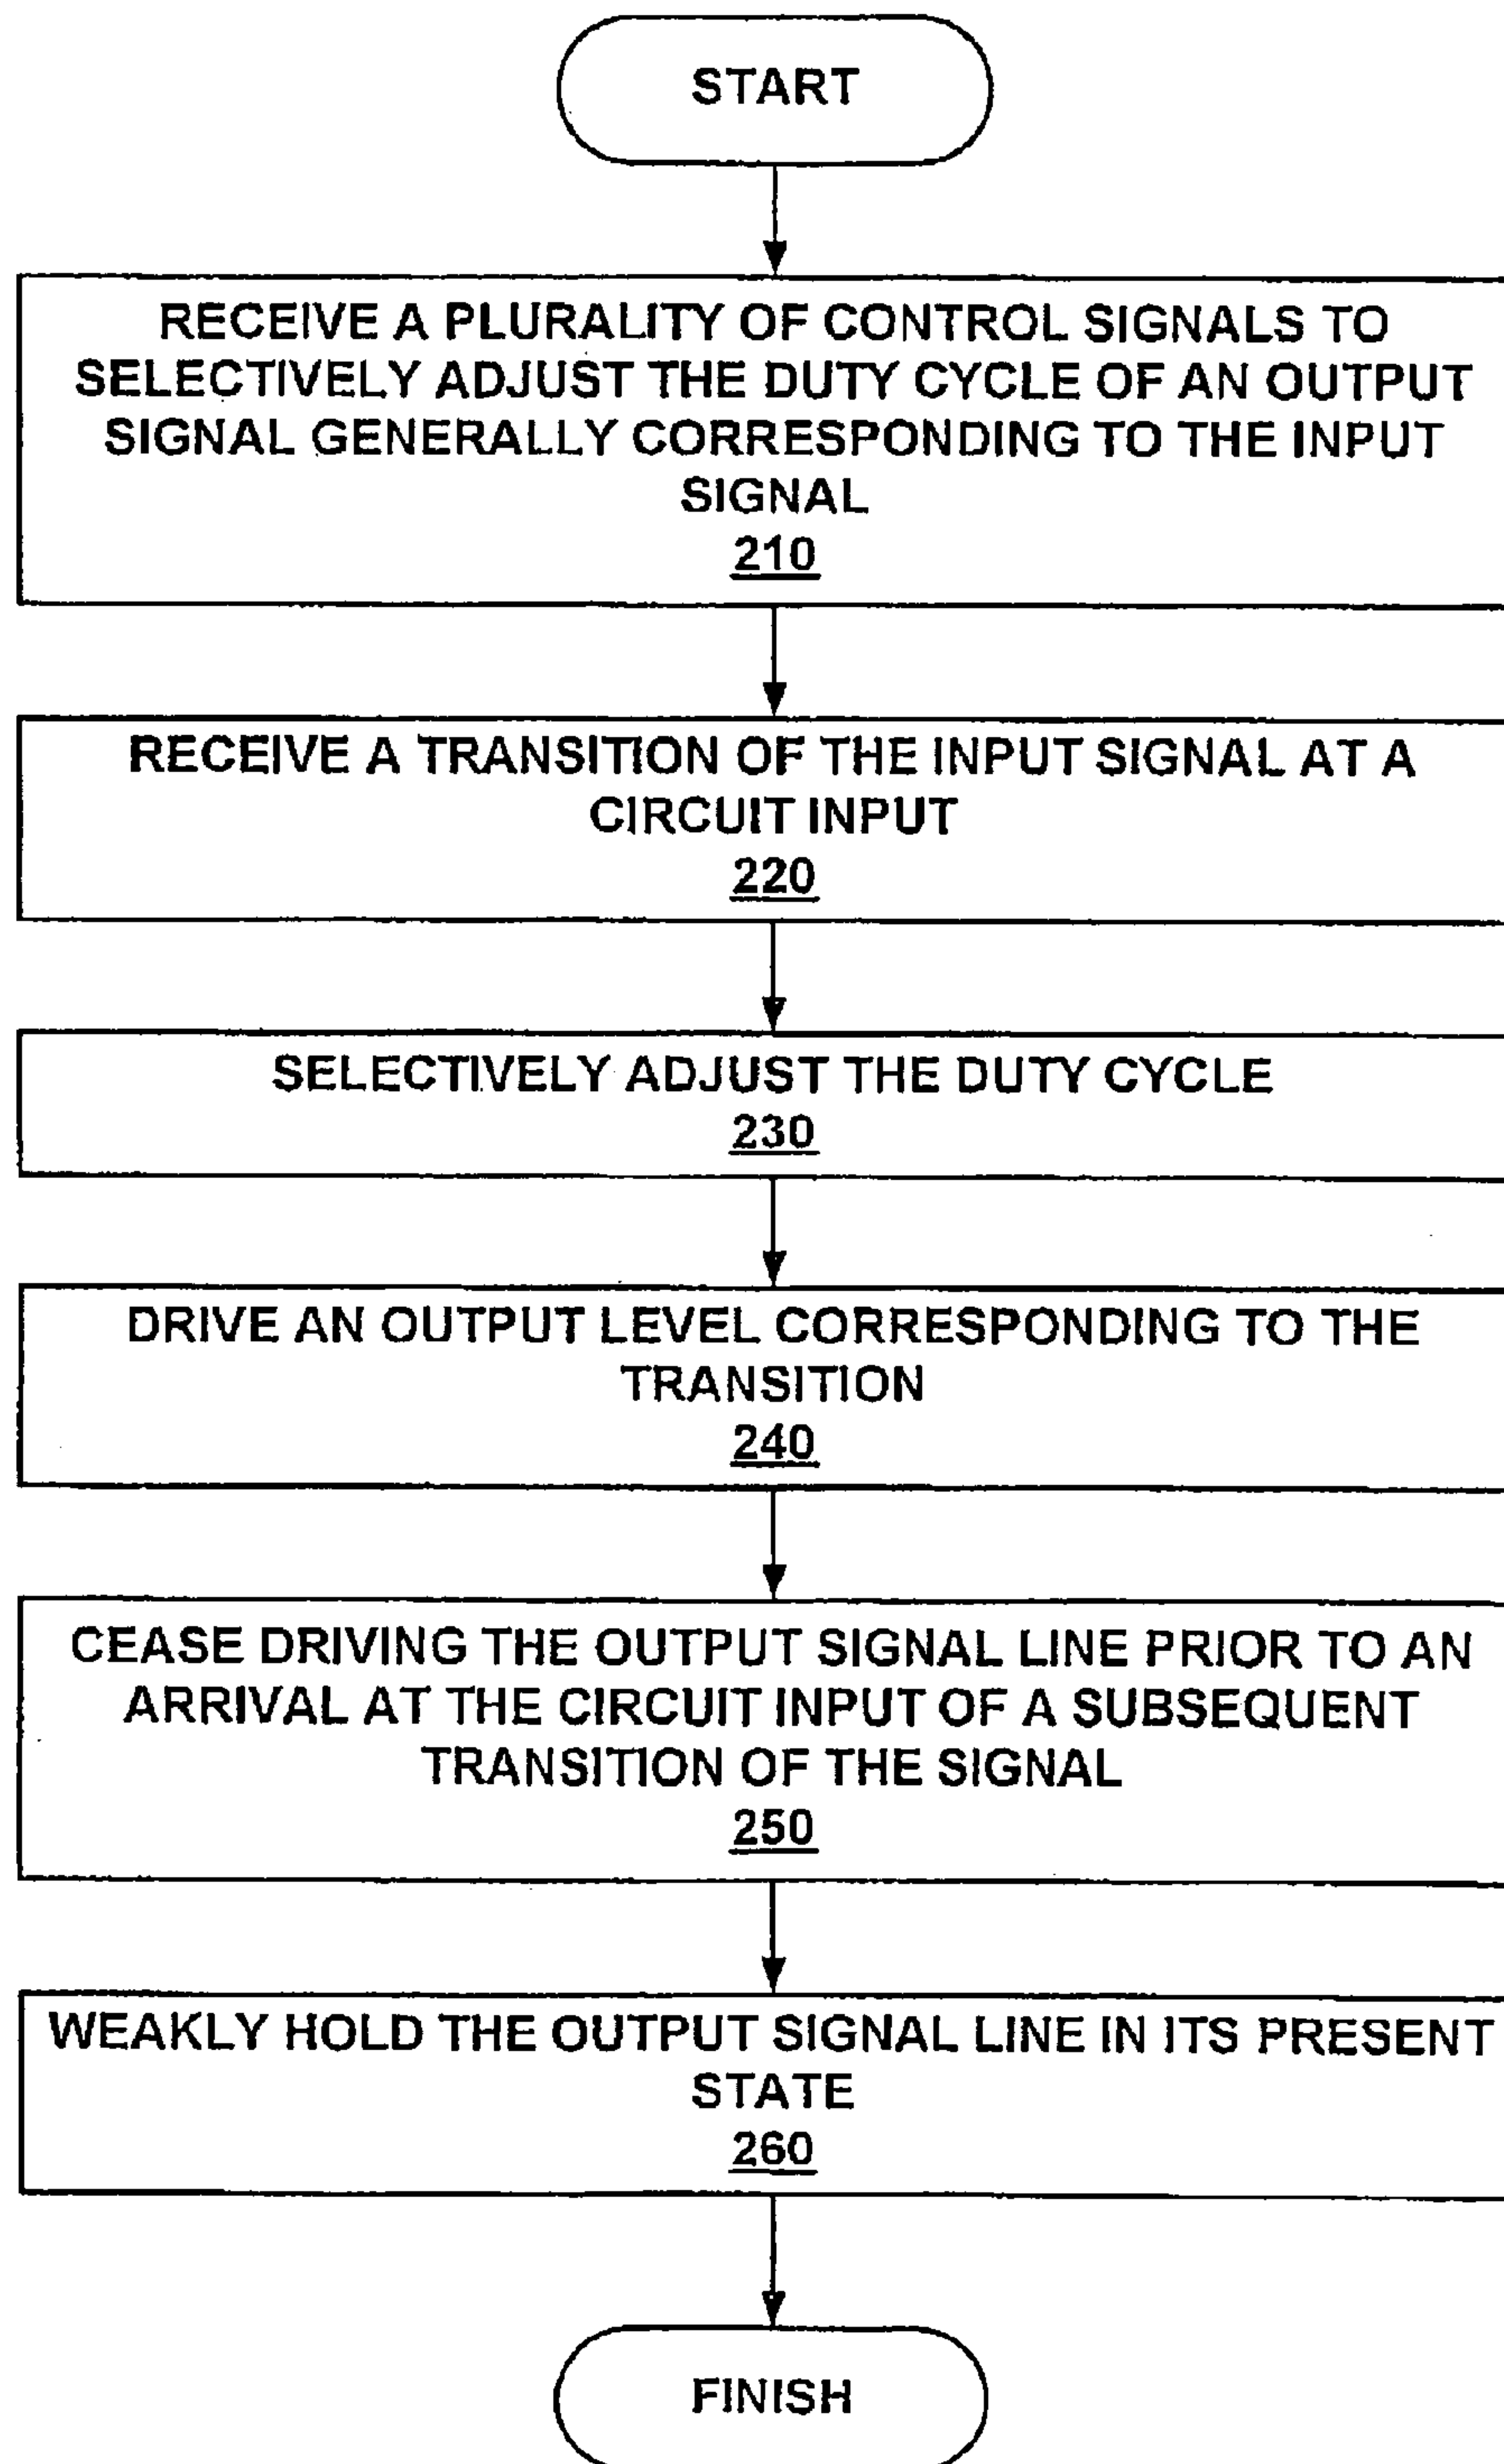 START
RECEIVE A PLURALITY OF CONTROL SIGNALS TO
SELECTIVELY ADJUST THE DUTY CYCLE OF AN OUTPUT
SIGNAL GENERALLY CORRESPONDING TO THE INPUT
SIGNAL
210
RECEIVE A TRANSITION OF THE INPUT SIGNAL AT A
CIRCUIT INPUT
220
SELECTIVELY ADJUST THE DUTY CYCLE
230
DRIVE AN OUTPUT LEVEL CORRESPONDING TO THE
TRANSITION
240
CEASE DRIVING THE OUTPUT SIGNAL LINE PRIOR TO AN
ARRIVAL AT THE CIRCUIT INPUT OF A SUBSEQUENT
TRANSITION OF THE SIGNAL
250
WEAKLY HOLD THE OUTPUT SIGNAL LINE IN ITS PRESENT
STATE
260
FINISH